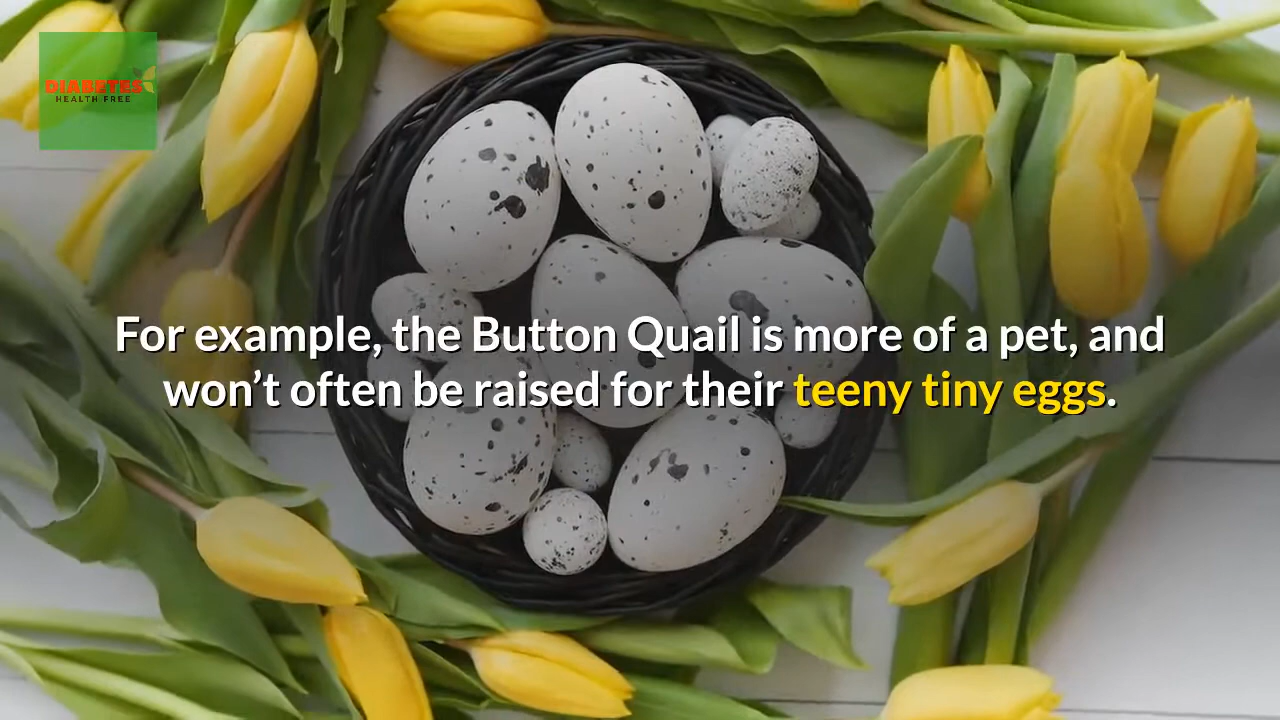 DIABETES
HEALTH FREE
For example, the Button Quail is more of a pet, and
won’t often be raised for their teeny tiny eggs.